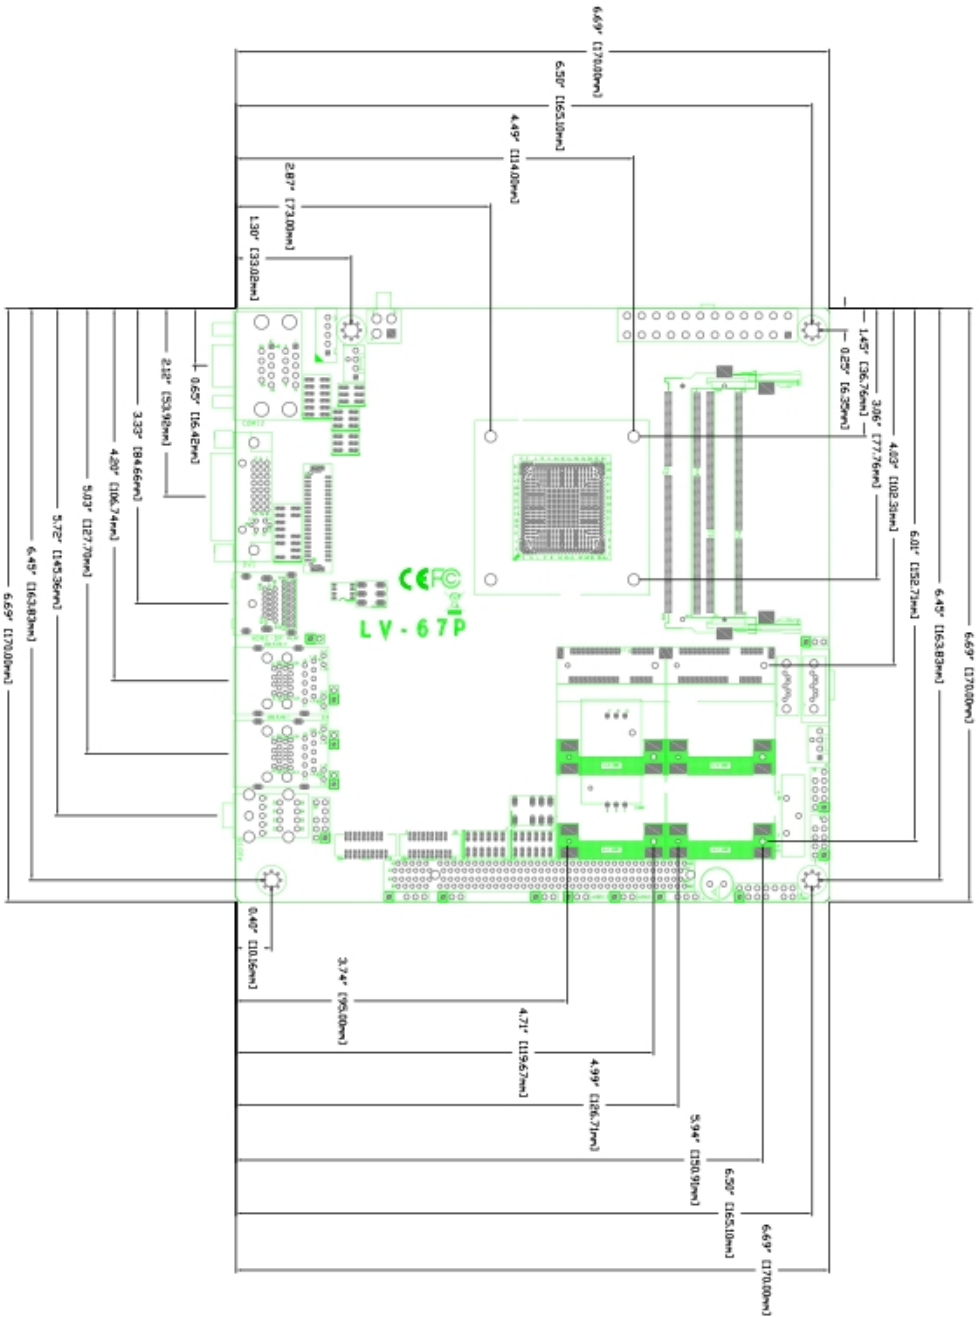 6.69" [170.00mm]
6.50" [165.10mm]
4.49" [114.00mm]
2.87" [73.00mm]
1.30" [33.02mm]
0.65" [16.42mm]
2.12" [53.92mm]
3.33" [84.66mm]
4.20" [106.74mm]
5.03" [127.70mm]
5.72" [145.36mm]
6.45" [163.83mm]
6.69" [170.00mm]
0.25" [6.35mm]
1.45" [36.76mm]
3.06" [77.76mm]
4.03" [102.31mm]
6.01" [152.71mm]
6.45" [163.83mm]
6.69" [170.00mm]
CE FC
LV-67P
0.40" [10.16mm]
3.74" [95.00mm]
4.71" [119.67mm]
4.99" [126.71mm]
5.94" [150.91mm]
6.50" [165.10mm]
6.69" [170.00mm]